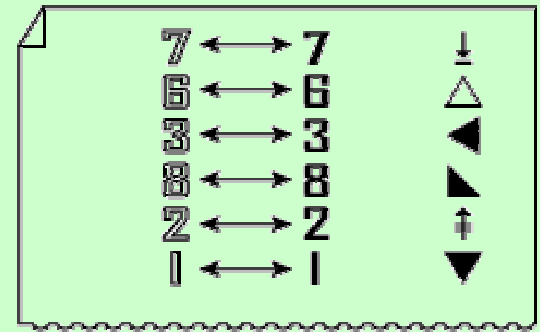 7 ↔ 7 ⤓
6 ↔ 6 △
3 ↔ 3 ◀
8 ↔ 8 ◣
2 ↔ 2 ⇞
1 ↔ 1 ▼